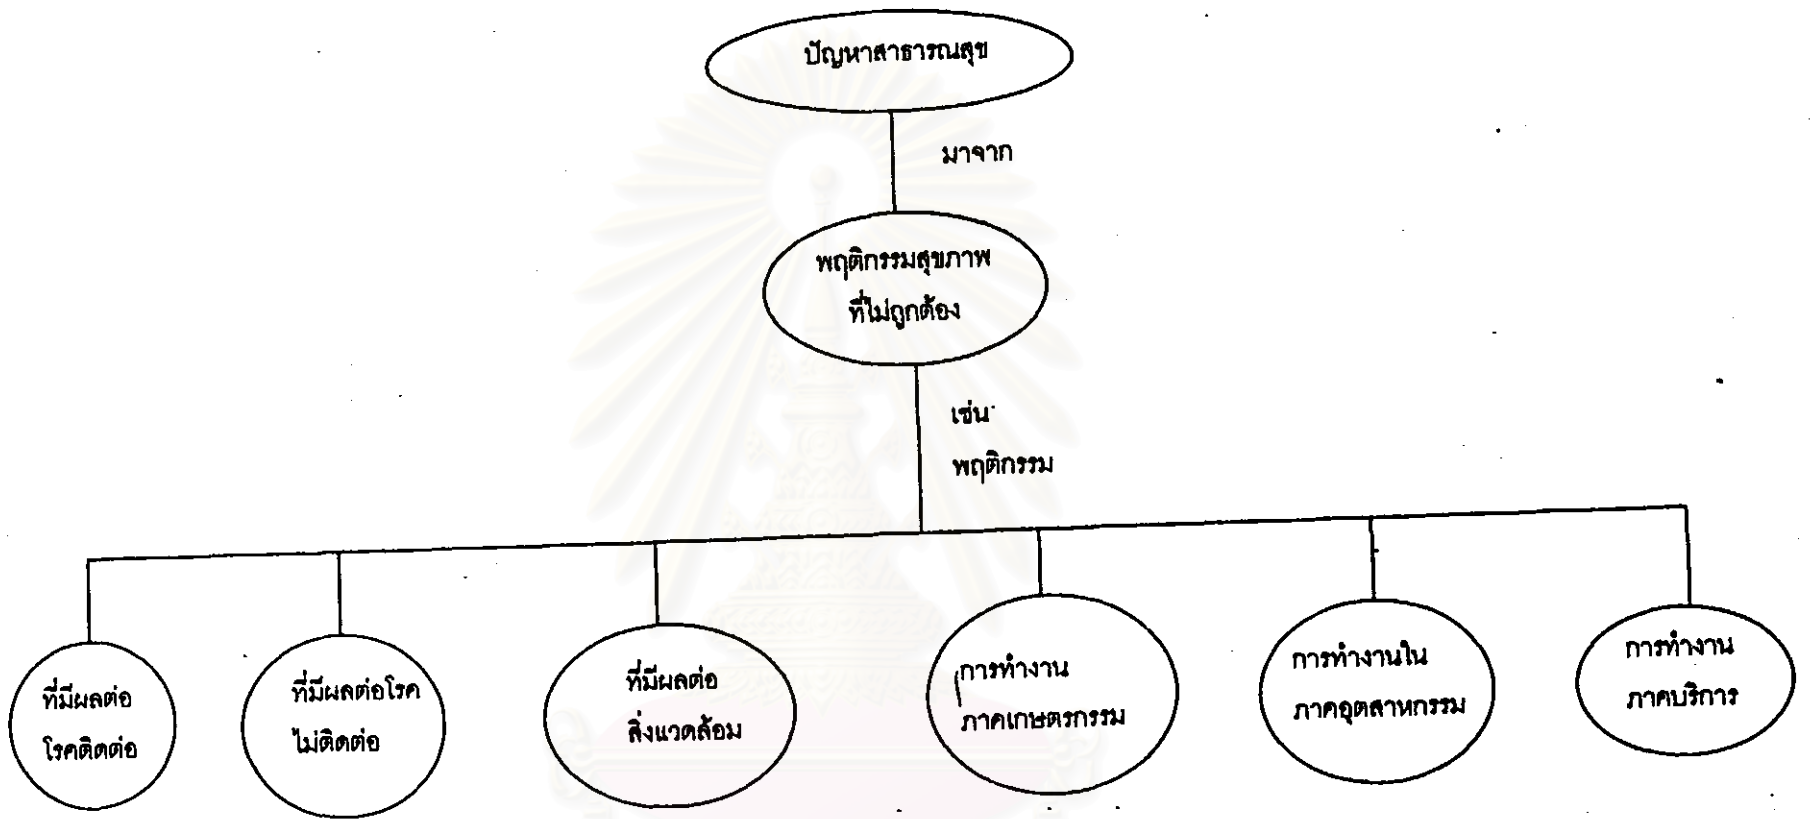 ปัญหาสาธารณสุข
มาจาก
พฤติกรรมสุขภาพ
ที่ไม่ถูกต้อง
เช่น
พฤติกรรม
ที่มีผลต่อ
โรคติดต่อ
ที่มีผลต่อโรค
ไม่ติดต่อ
ที่มีผลต่อ
สิ่งแวดล้อม
การทำงาน
ภาคเกษตรกรรม
การทำงานใน
ภาคอุตสาหกรรม
การทำงาน
ภาคบริการ